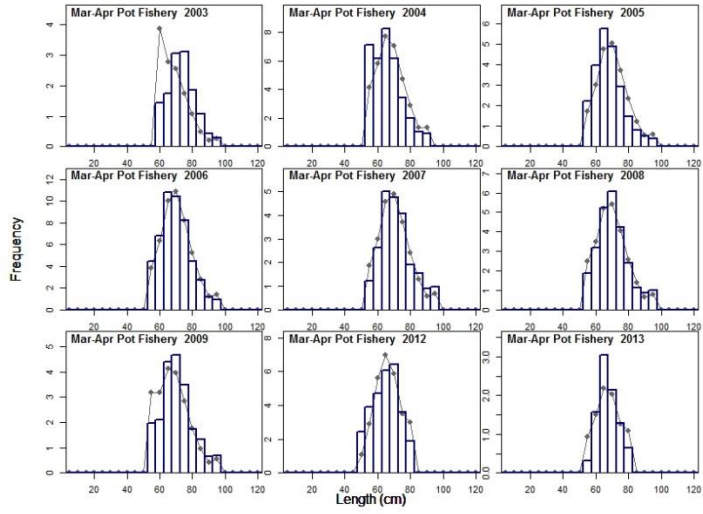 Mar-Apr Pot Fishery 2003
Mar-Apr Pot Fishery 2004
Mar-Apr Pot Fishery 2005
0 1 2 3 4
0 2 4 6 8
0 1 2 3 4 5 6
20 40 60 80 100 120
20 40 60 80 100 120
20 40 60 80 100 120
Mar-Apr Pot Fishery 2006
Mar-Apr Pot Fishery 2007
Mar-Apr Pot Fishery 2008
0 2 4 6 8 10 12
0 1 2 3 4 5
0 1 2 3 4 5 6 7
Frequency
20 40 60 80 100 120
20 40 60 80 100 120
20 40 60 80 100 120
Mar-Apr Pot Fishery 2009
Mar-Apr Pot Fishery 2012
Mar-Apr Pot Fishery 2013
0 1 2 3 4 5
0 2 4 6 8
0.0 1.0 2.0 3.0
20 40 60 80 100 120
20 40 60 80 100 120
20 40 60 80 100 120
Length (cm)